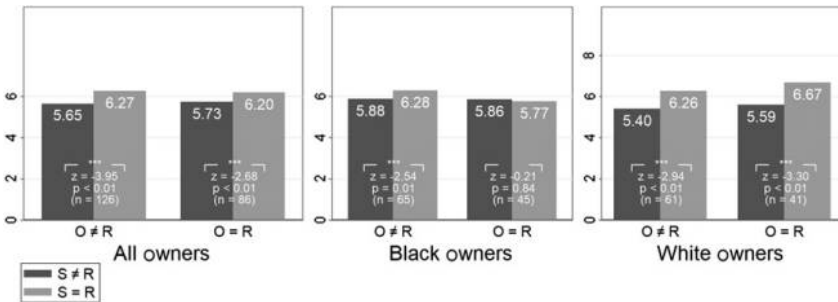 8
6
4
2
0
5.65
6.27
***
z = -3.95
p < 0.01
(n = 126)
5.73
6.20
***
z = -2.68
p < 0.01
(n = 86)
O ≠ R
O = R
All owners
6
4
2
0
5.88
6.28
***
z = -2.54
p = 0.01
(n = 65)
5.86
5.77
***
z = -0.21
p = 0.84
(n = 45)
O ≠ R
O = R
Black owners
8
6
4
2
0
5.40
6.26
***
z = -2.94
p < 0.01
(n = 61)
5.59
6.67
***
z = -3.30
p < 0.01
(n = 41)
O ≠ R
O = R
White owners
S ≠ R
S = R